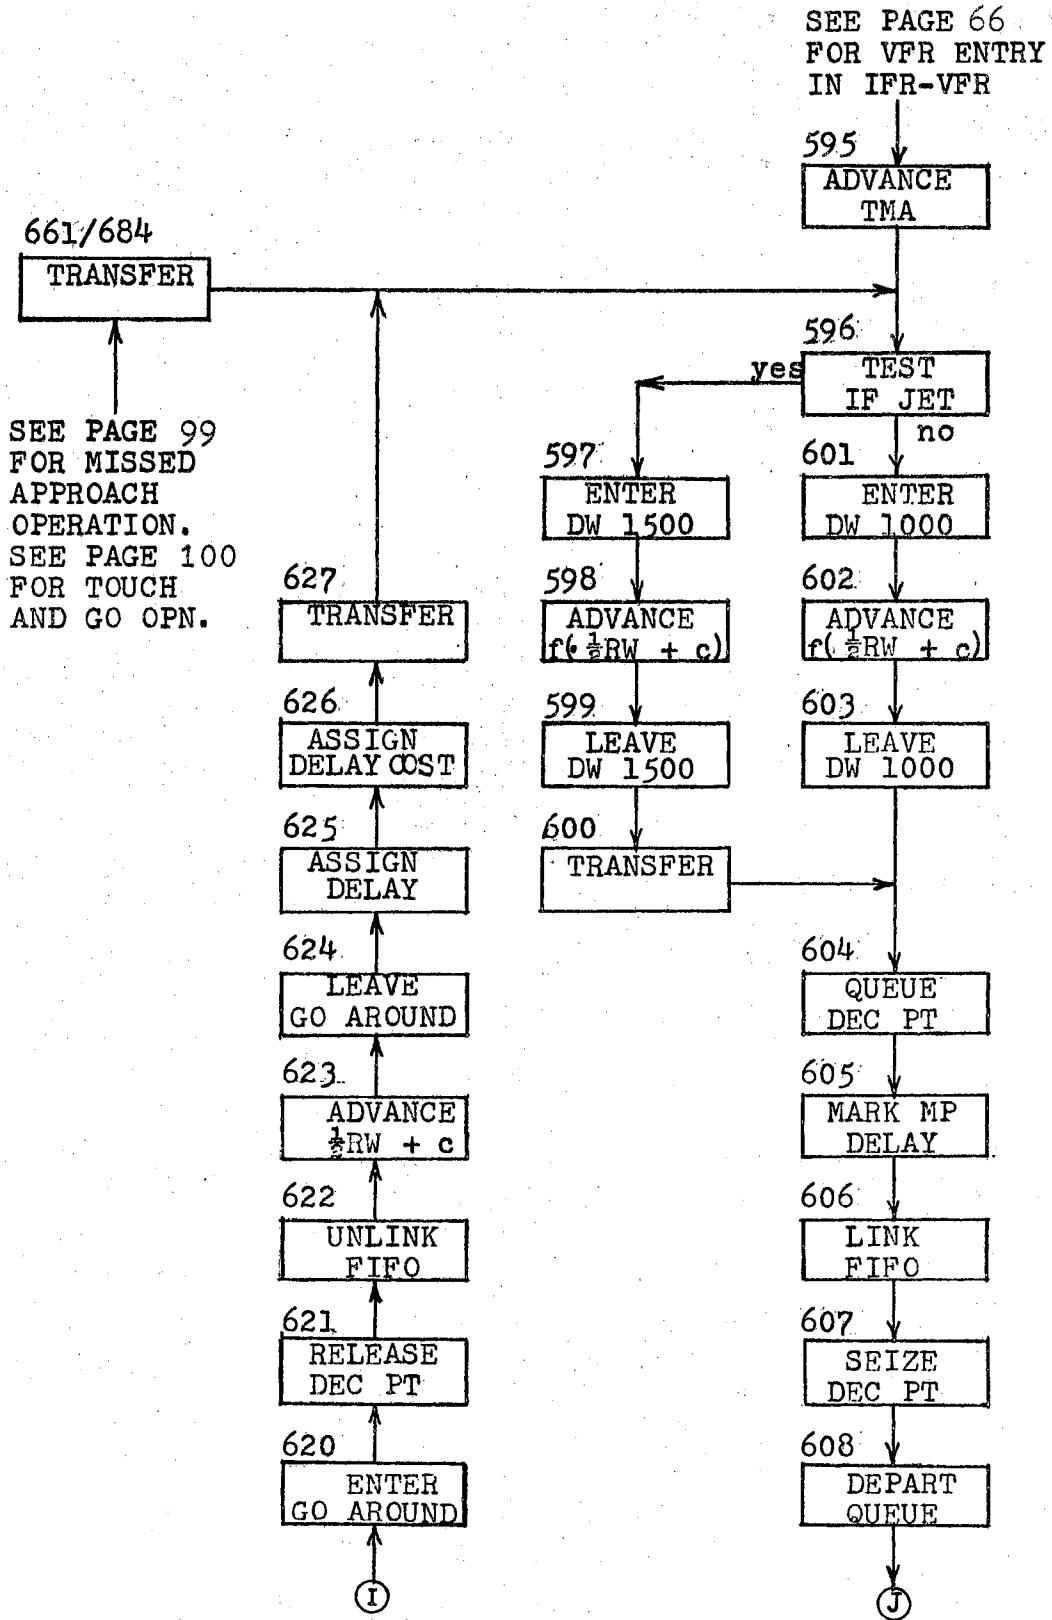 SEE PAGE 66
FOR VFR ENTRY
IN IFR-VFR
595
ADVANCE
TMA
661/684
TRANSFER
SEE PAGE 99
FOR MISSED
APPROACH
OPERATION.
SEE PAGE 100
FOR TOUCH
AND GO OPN.
596
TEST
IF JET
yes
no
597
ENTER
DW 1500
598
ADVANCE
f(½RW + c)
599
LEAVE
DW 1500
600
TRANSFER
601
ENTER
DW 1000
602
ADVANCE
f(½RW + c)
603
LEAVE
DW 1000
604
QUEUE
DEC PT
605
MARK MP
DELAY
606
LINK
FIFO
607
SEIZE
DEC PT
608
DEPART
QUEUE
J
627
TRANSFER
626
ASSIGN
DELAY COST
625
ASSIGN
DELAY
624
LEAVE
GO AROUND
623
ADVANCE
½RW + c
622
UNLINK
FIFO
621
RELEASE
DEC PT
620
ENTER
GO AROUND
I